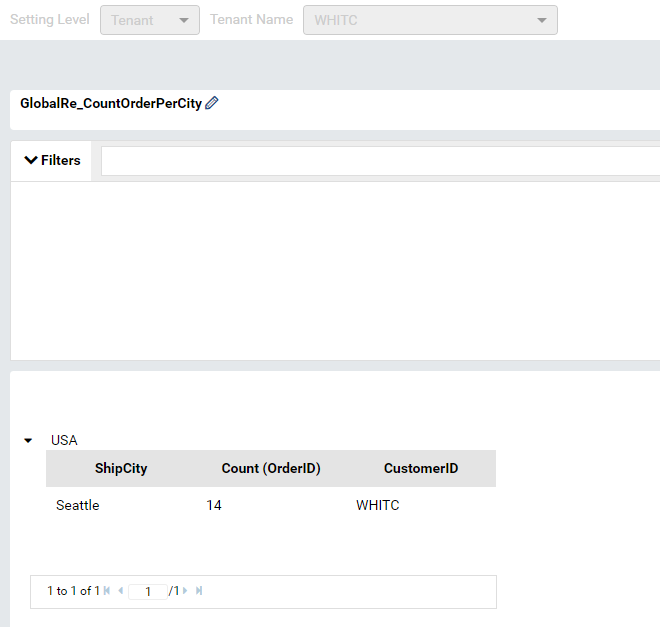 Setting Level Tenant Tenant Name WHITC
GlobalRe_CountOrderPerCity
Filters
USA
ShipCity Count (OrderID) CustomerID
Seattle 14 WHITC
1 to 1 of 1 1 /1